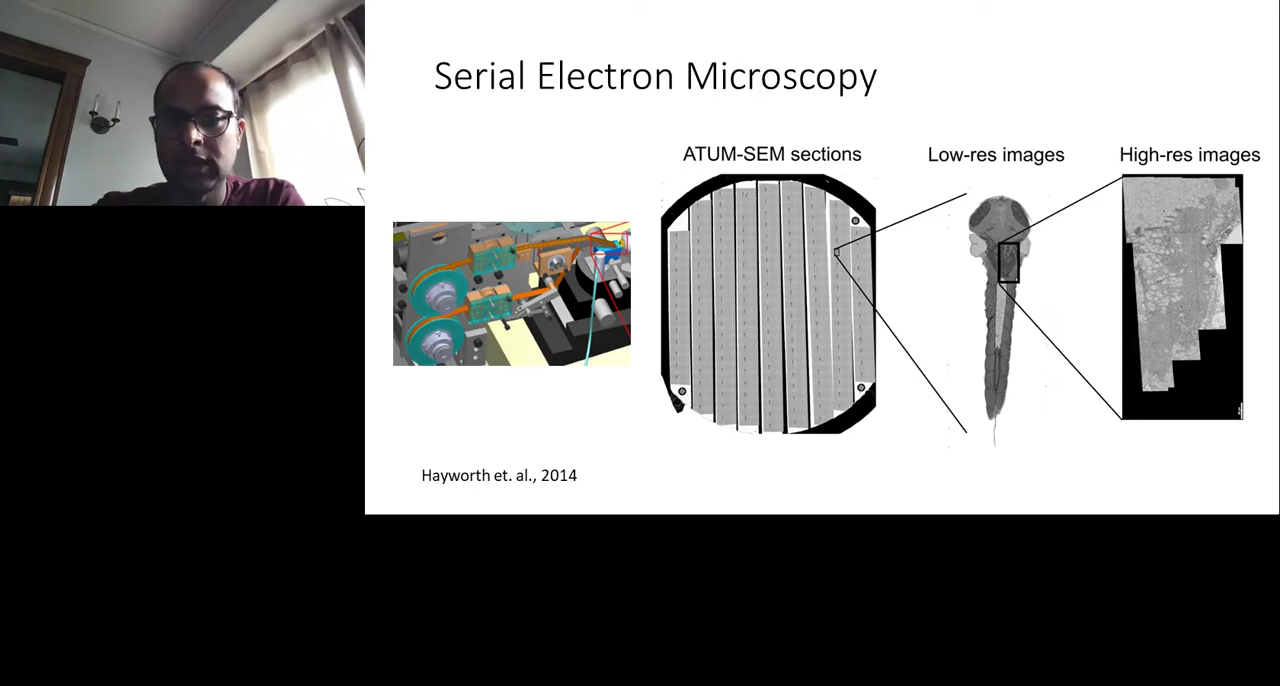 Serial Electron Microscopy
ATUM-SEM sections
Low-res images
High-res images
Hayworth et. al., 2014